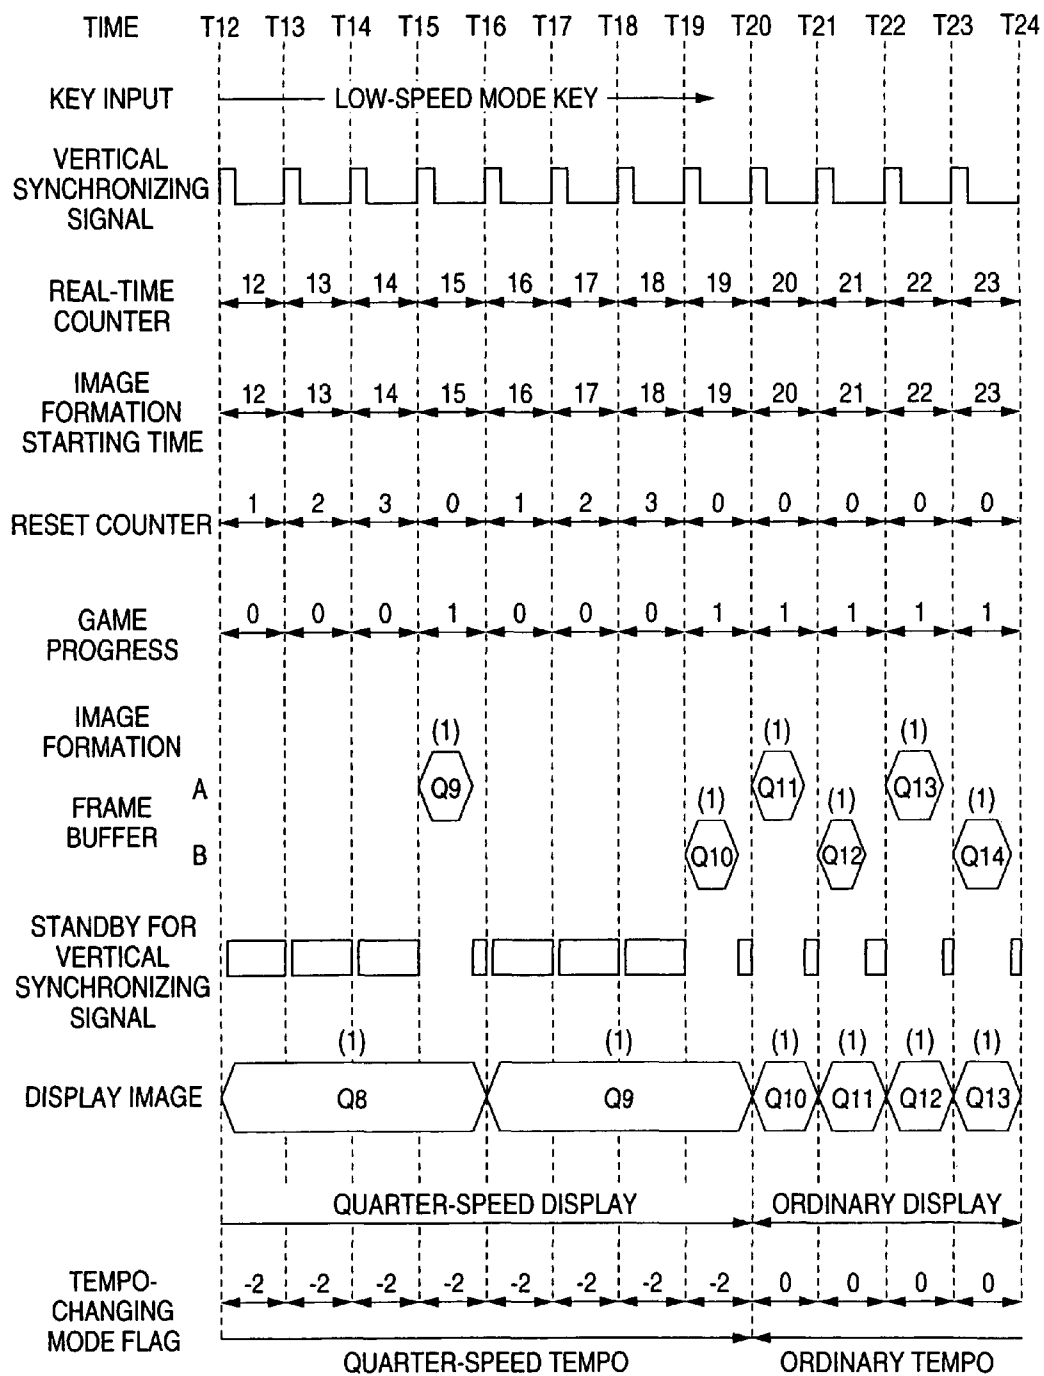 TIME T12 T13 T14 T15 T16 T17 T18 T19 T20 T21 T22 T23 T24
KEY INPUT LOW-SPEED MODE KEY
VERTICAL
SYNCHRONIZING
SIGNAL
REAL-TIME
COUNTER
12 13 14 15 16 17 18 19 20 21 22 23
IMAGE
FORMATION
STARTING TIME
12 13 14 15 16 17 18 19 20 21 22 23
RESET COUNTER 1 2 3 0 1 2 3 0 0 0 0 0
GAME
PROGRESS
0 0 0 1 0 0 0 1 1 1 1 1
IMAGE
FORMATION
(1) (1) (1)
A Q9 Q11 Q13
FRAME
BUFFER
(1) (1) (1)
B Q10 Q12 Q14
STANDBY FOR
VERTICAL
SYNCHRONIZING
SIGNAL
(1) (1) (1) (1) (1) (1)
DISPLAY IMAGE Q8 Q9 Q10 Q11 Q12 Q13
QUARTER-SPEED DISPLAY ORDINARY DISPLAY
TEMPO-
CHANGING
MODE FLAG
-2 -2 -2 -2 -2 -2 -2 -2 0 0 0 0
QUARTER-SPEED TEMPO ORDINARY TEMPO